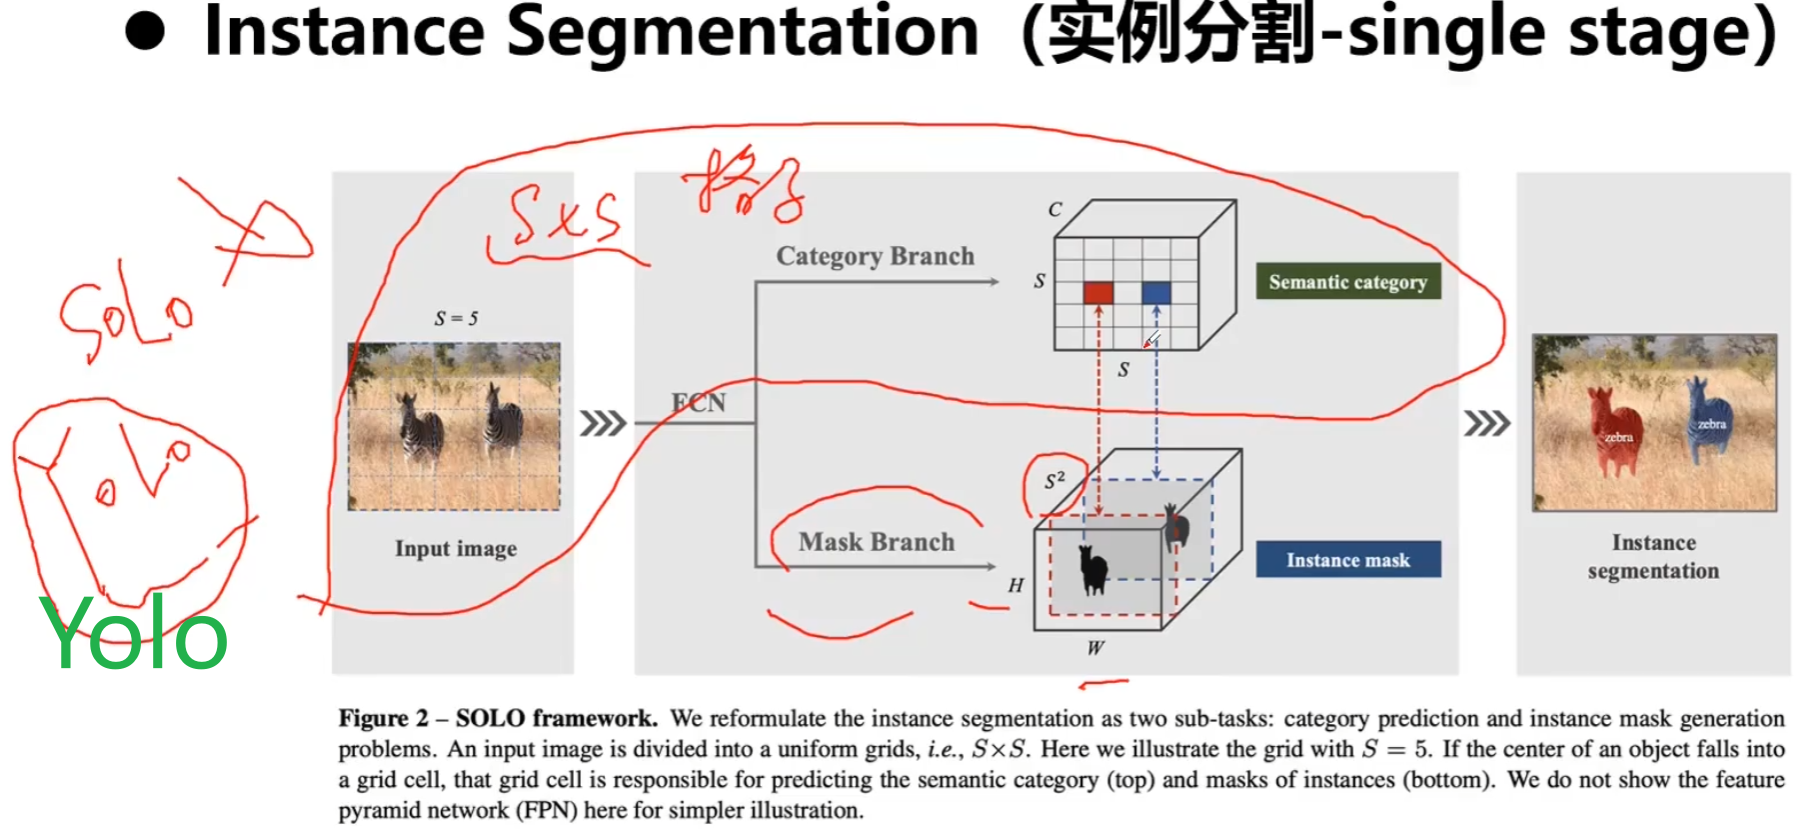 ● Instance Segmentation（实例分割-single stage）
SXS
格子
SOLO
YOLO
Yolo
S = 5
Input image
FCN
Category Branch
C
S
S
Semantic category
Mask Branch
S²
H
W
Instance mask
zebra
zebra
Instance
segmentation
Figure 2 – SOLO framework. We reformulate the instance segmentation as two sub-tasks: category prediction and instance mask generation
problems. An input image is divided into a uniform grids, i.e., S×S. Here we illustrate the grid with S = 5. If the center of an object falls into
a grid cell, that grid cell is responsible for predicting the semantic category (top) and masks of instances (bottom). We do not show the feature
pyramid network (FPN) here for simpler illustration.